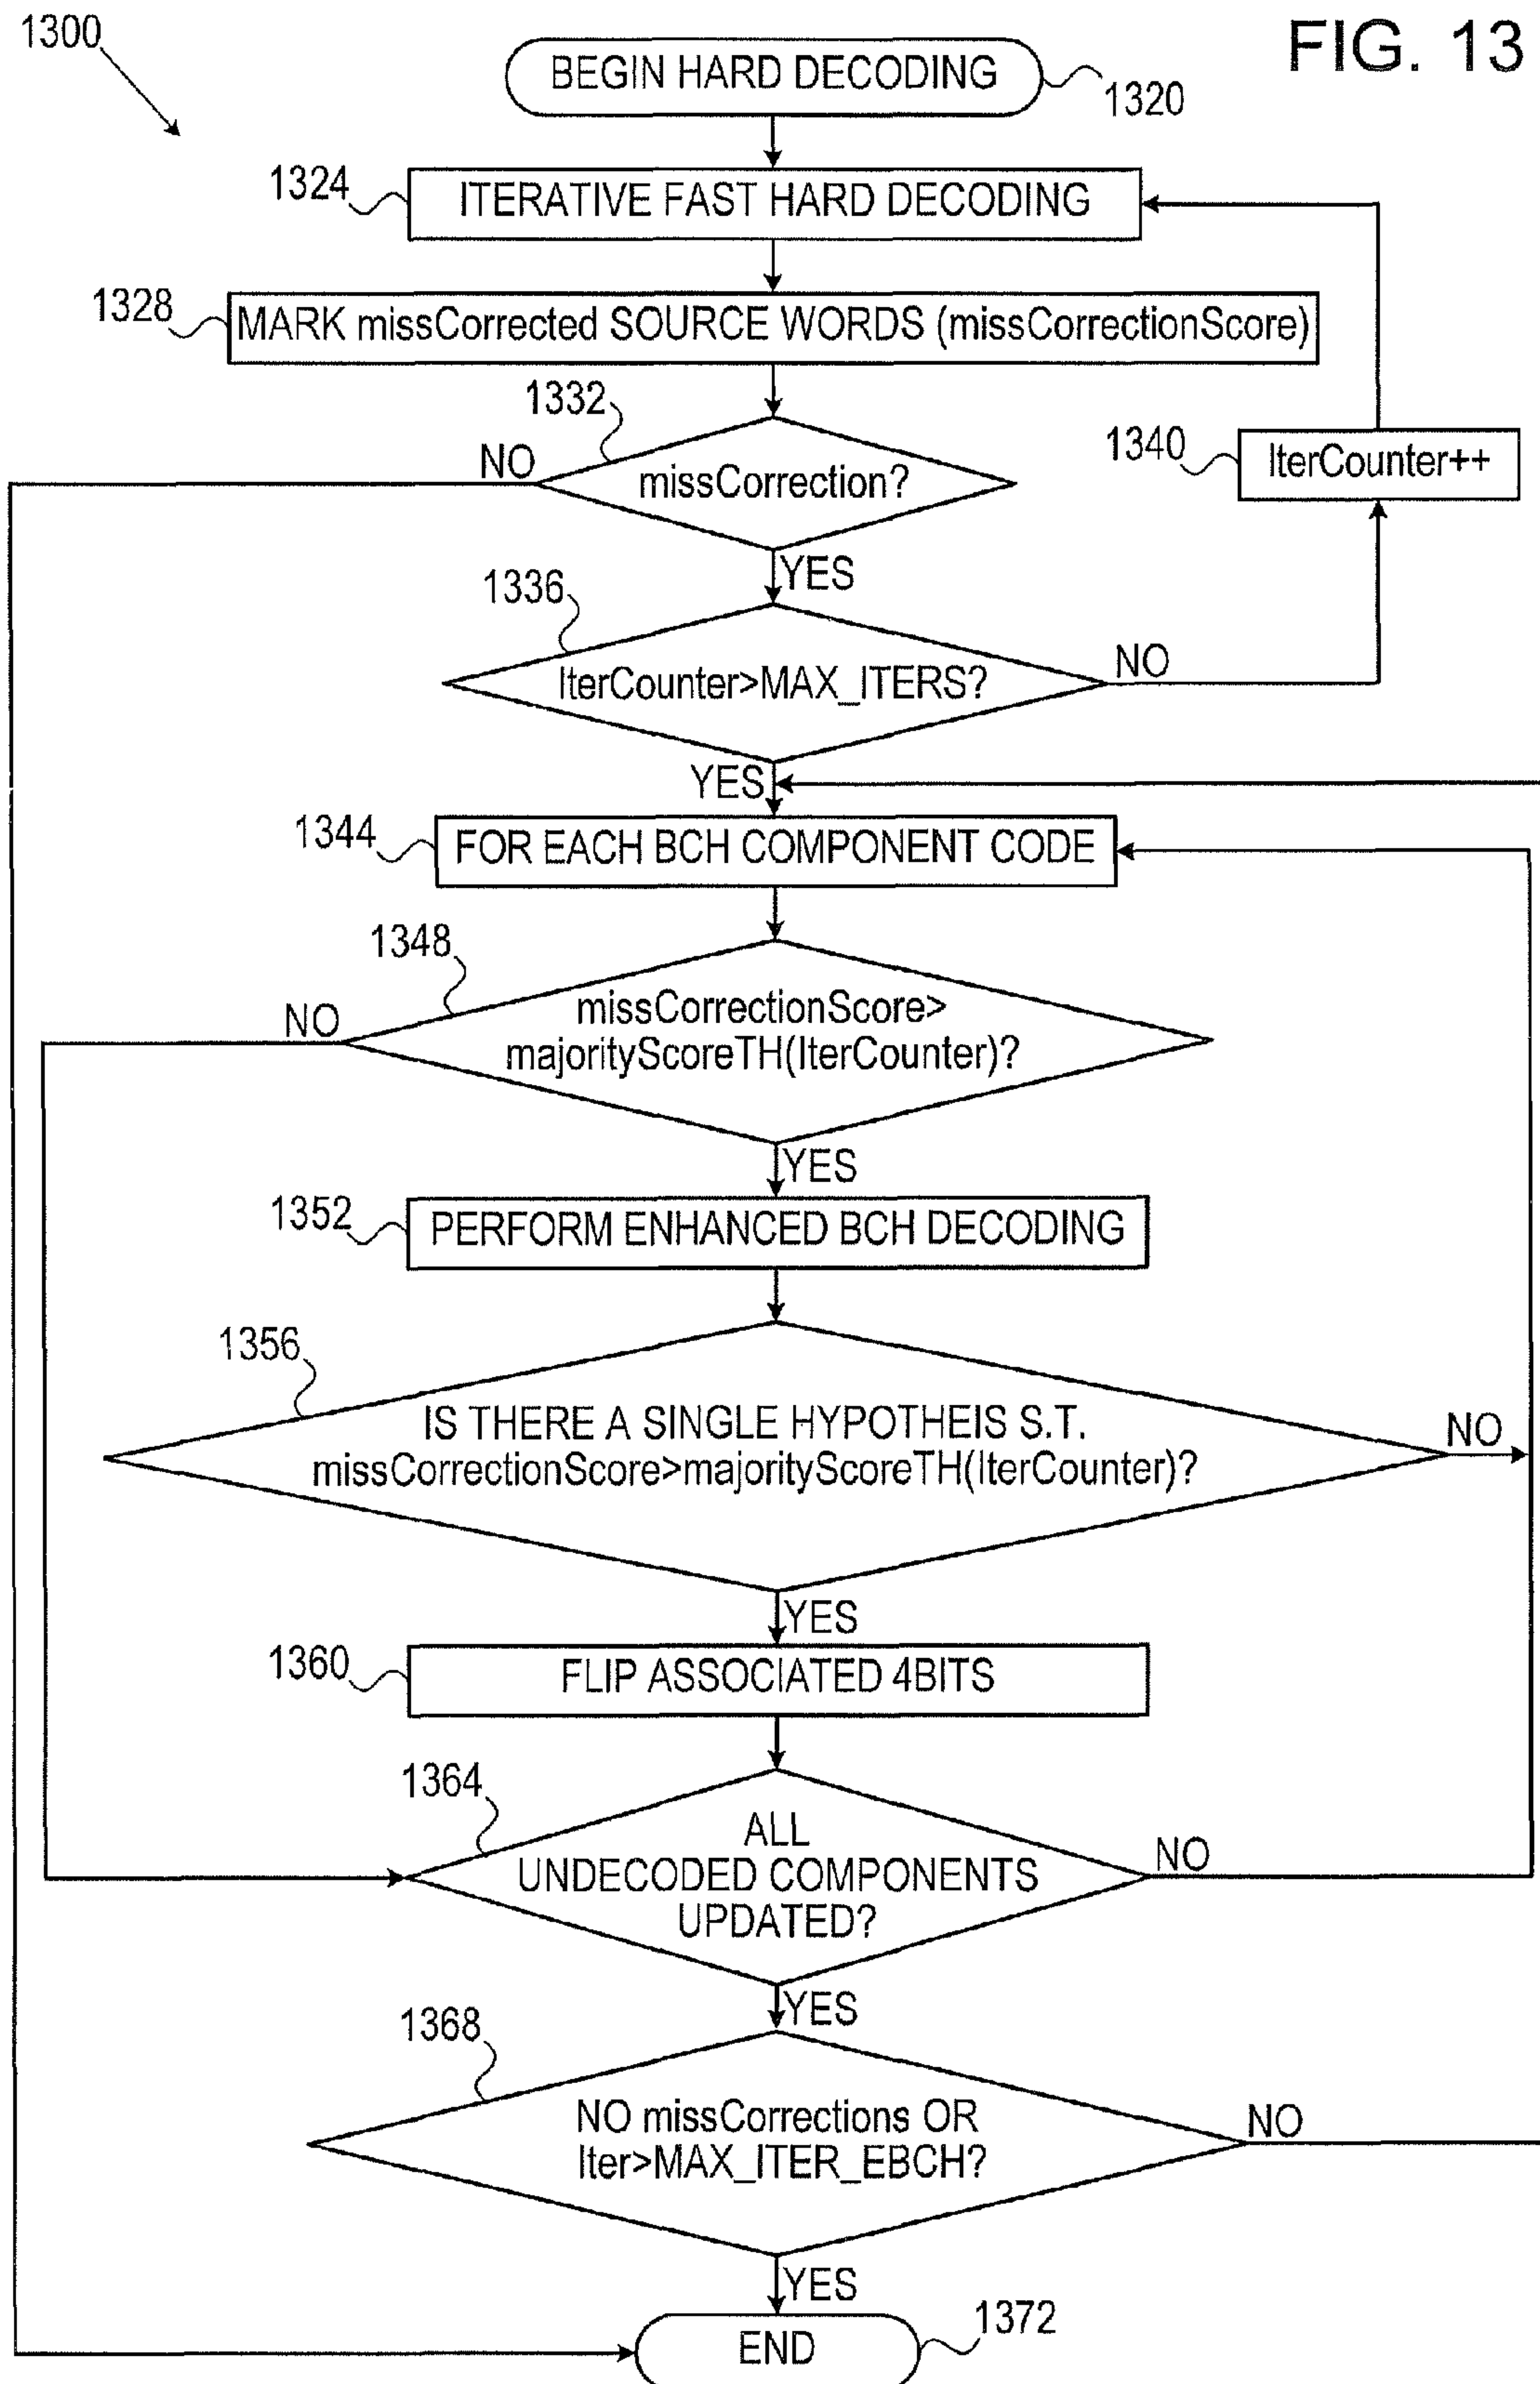 1300
FIG. 13
BEGIN HARD DECODING
1320
1324
ITERATIVE FAST HARD DECODING
1328
MARK missCorrected SOURCE WORDS (missCorrectionScore)
1332
NO
missCorrection?
1340
IterCounter++
YES
1336
IterCounter>MAX_ITERS?
NO
YES
1344
FOR EACH BCH COMPONENT CODE
1348
NO
missCorrectionScore>
majorityScoreTH(IterCounter)?
YES
1352
PERFORM ENHANCED BCH DECODING
1356
IS THERE A SINGLE HYPOTHEIS S.T.
missCorrectionScore>majorityScoreTH(IterCounter)?
NO
YES
1360
FLIP ASSOCIATED 4BITS
1364
ALL
UNDECODED COMPONENTS
UPDATED?
NO
YES
1368
NO missCorrections OR
Iter>MAX_ITER_EBCH?
NO
YES
END
1372